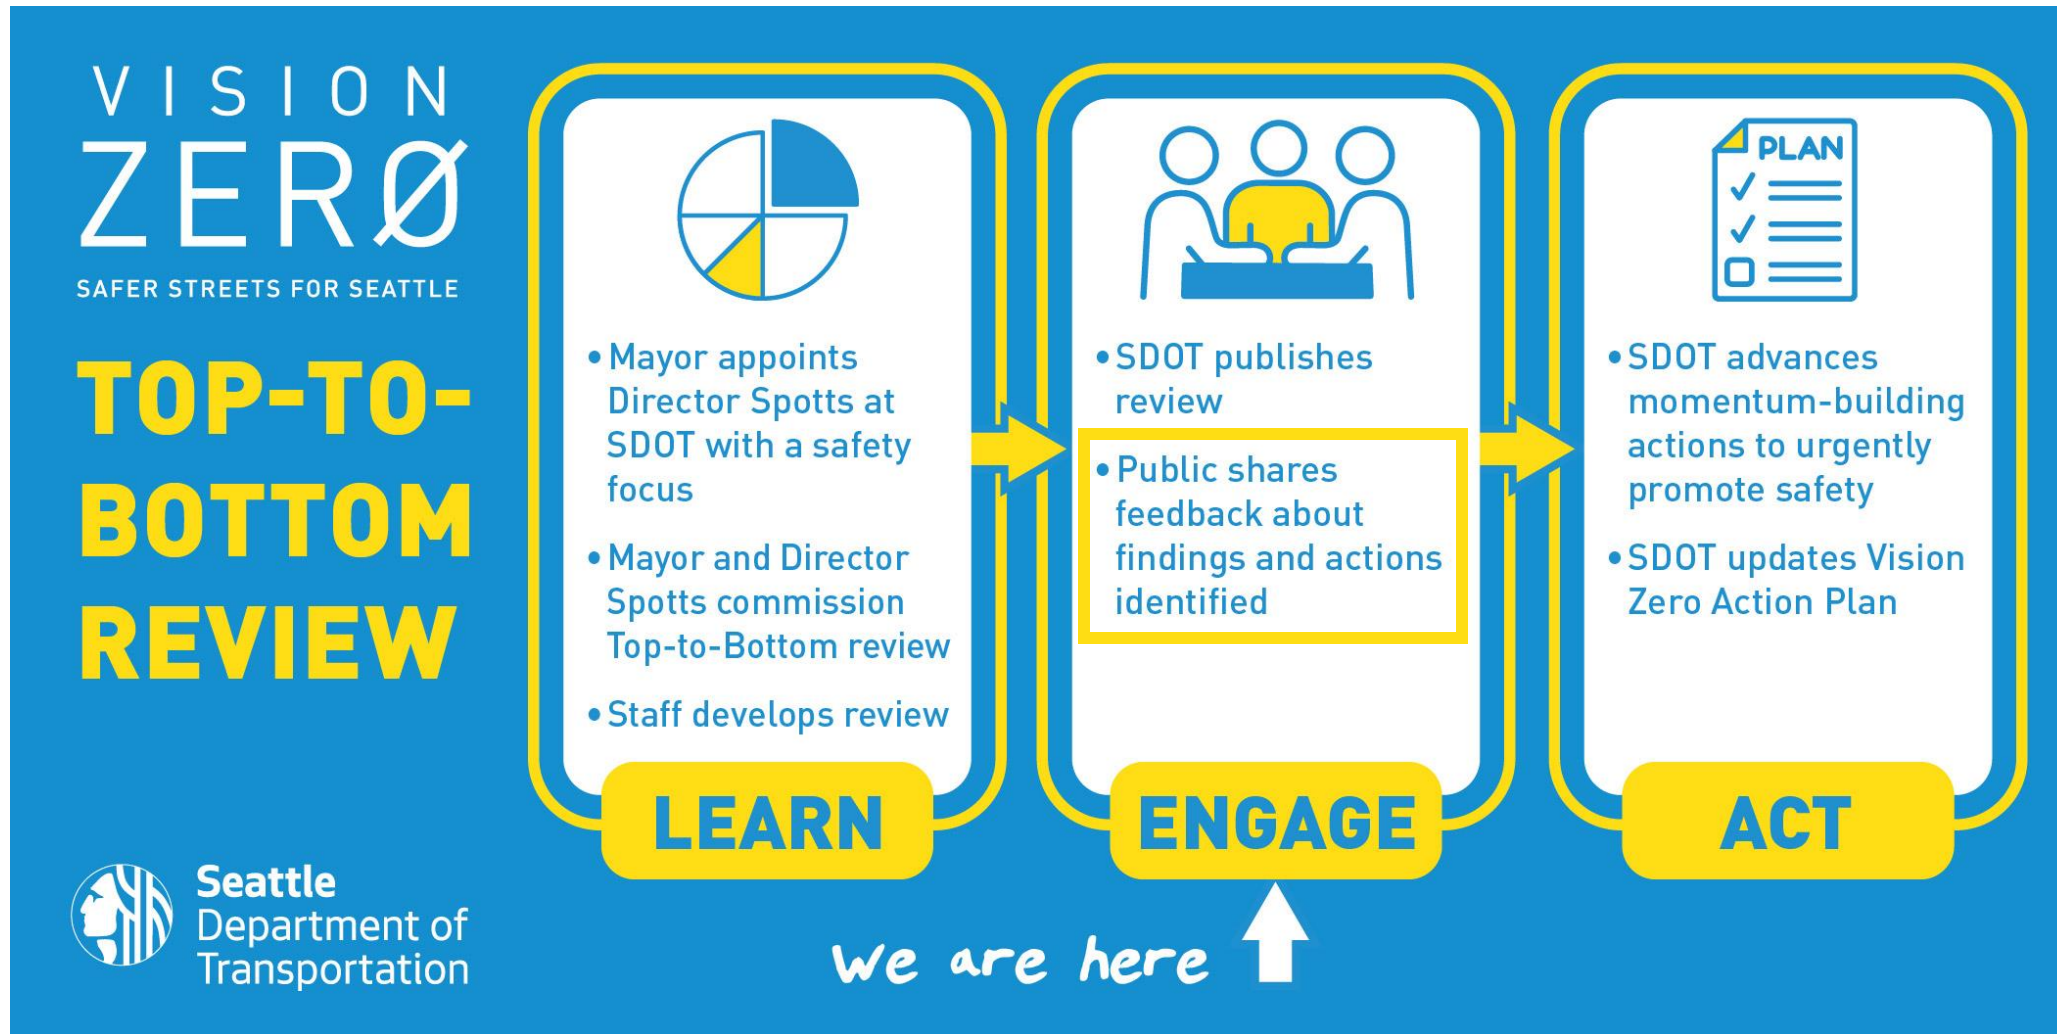 VISION
ZERØ
SAFER STREETS FOR SEATTLE
TOP-TO-
BOTTOM
REVIEW
Seattle
Department of
Transportation
• Mayor appoints
Director Spotts at
SDOT with a safety
focus
• Mayor and Director
Spotts commission
Top-to-Bottom review
• Staff develops review
LEARN
• SDOT publishes
review
• Public shares
feedback about
findings and actions
identified
ENGAGE
PLAN
• SDOT advances
momentum-building
actions to urgently
promote safety
• SDOT updates Vision
Zero Action Plan
ACT
we are here